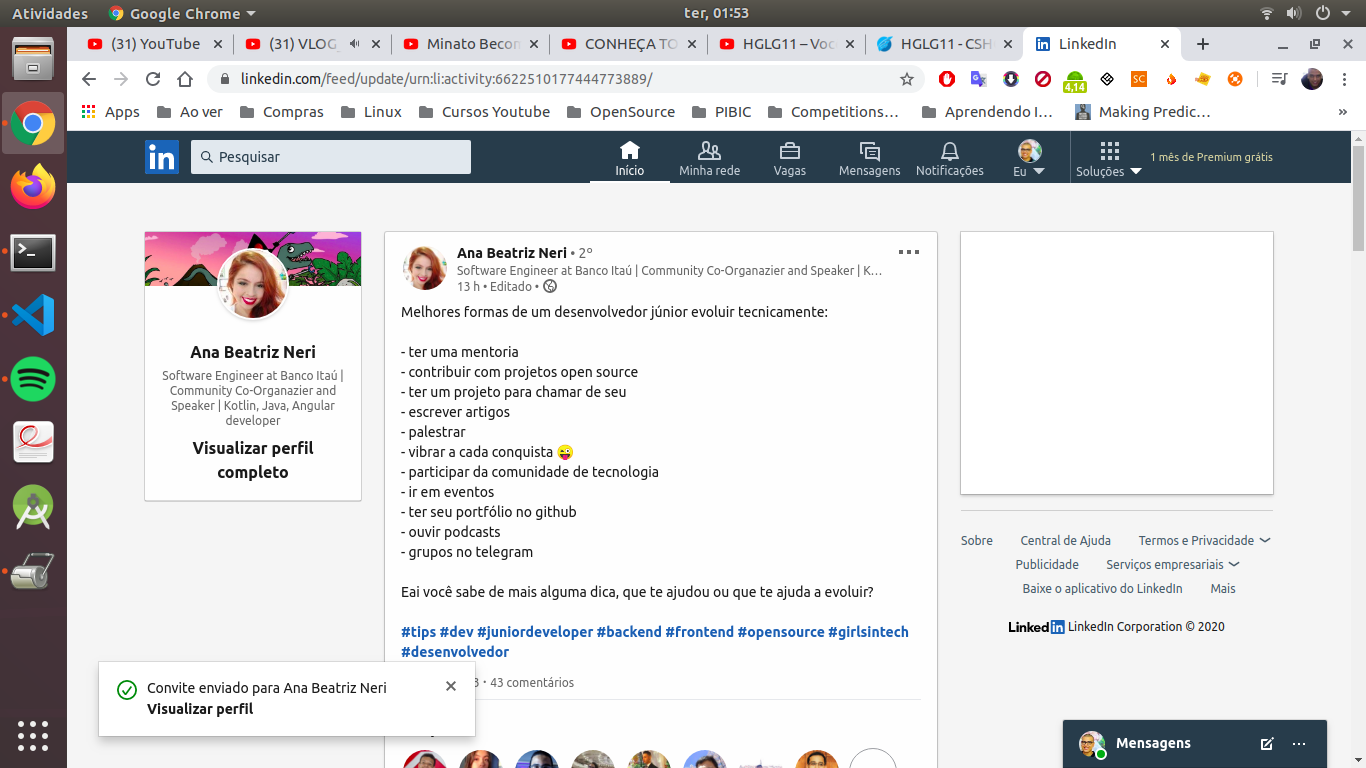 Atividades
Google Chrome
ter, 01:53
(31) YouTube
(31) VLOG
Minato Becon
CONHEÇA TO
HGLG11 – Voc
HGLG11 - CSH
LinkedIn
linkedin.com/feed/update/urn:li:activity:6622510177444773889/
4,14
SC
Apps
Ao ver
Compras
Linux
Cursos Youtube
OpenSource
PIBIC
Competitions…
Aprendendo I…
Making Predic…
»
in
Pesquisar
Início
Minha rede
Vagas
Mensagens
Notificações
Eu
Soluções
1 mês de Premium grátis
Ana Beatriz Neri
Software Engineer at Banco Itaú |
Community Co-Organazier and
Speaker | Kotlin, Java, Angular
developer
Visualizar perfil
completo
Ana Beatriz Neri • 2º
Software Engineer at Banco Itaú | Community Co-Organazier and Speaker | K…
13 h • Editado •
Melhores formas de um desenvolvedor júnior evoluir tecnicamente:
- ter uma mentoria
- contribuir com projetos open source
- ter um projeto para chamar de seu
- escrever artigos
- palestrar
- vibrar a cada conquista 😜
- participar da comunidade de tecnologia
- ir em eventos
- ter seu portfólio no github
- ouvir podcasts
- grupos no telegram
Eai você sabe de mais alguma dica, que te ajudou ou que te ajuda a evoluir?
#tips #dev #juniordeveloper #backend #frontend #opensource #girlsintech
#desenvolvedor
43 comentários
Sobre
Central de Ajuda
Termos e Privacidade
Publicidade
Serviços empresariais
Baixe o aplicativo do LinkedIn
Mais
LinkedIn LinkedIn Corporation © 2020
Convite enviado para Ana Beatriz Neri
Visualizar perfil
Mensagens